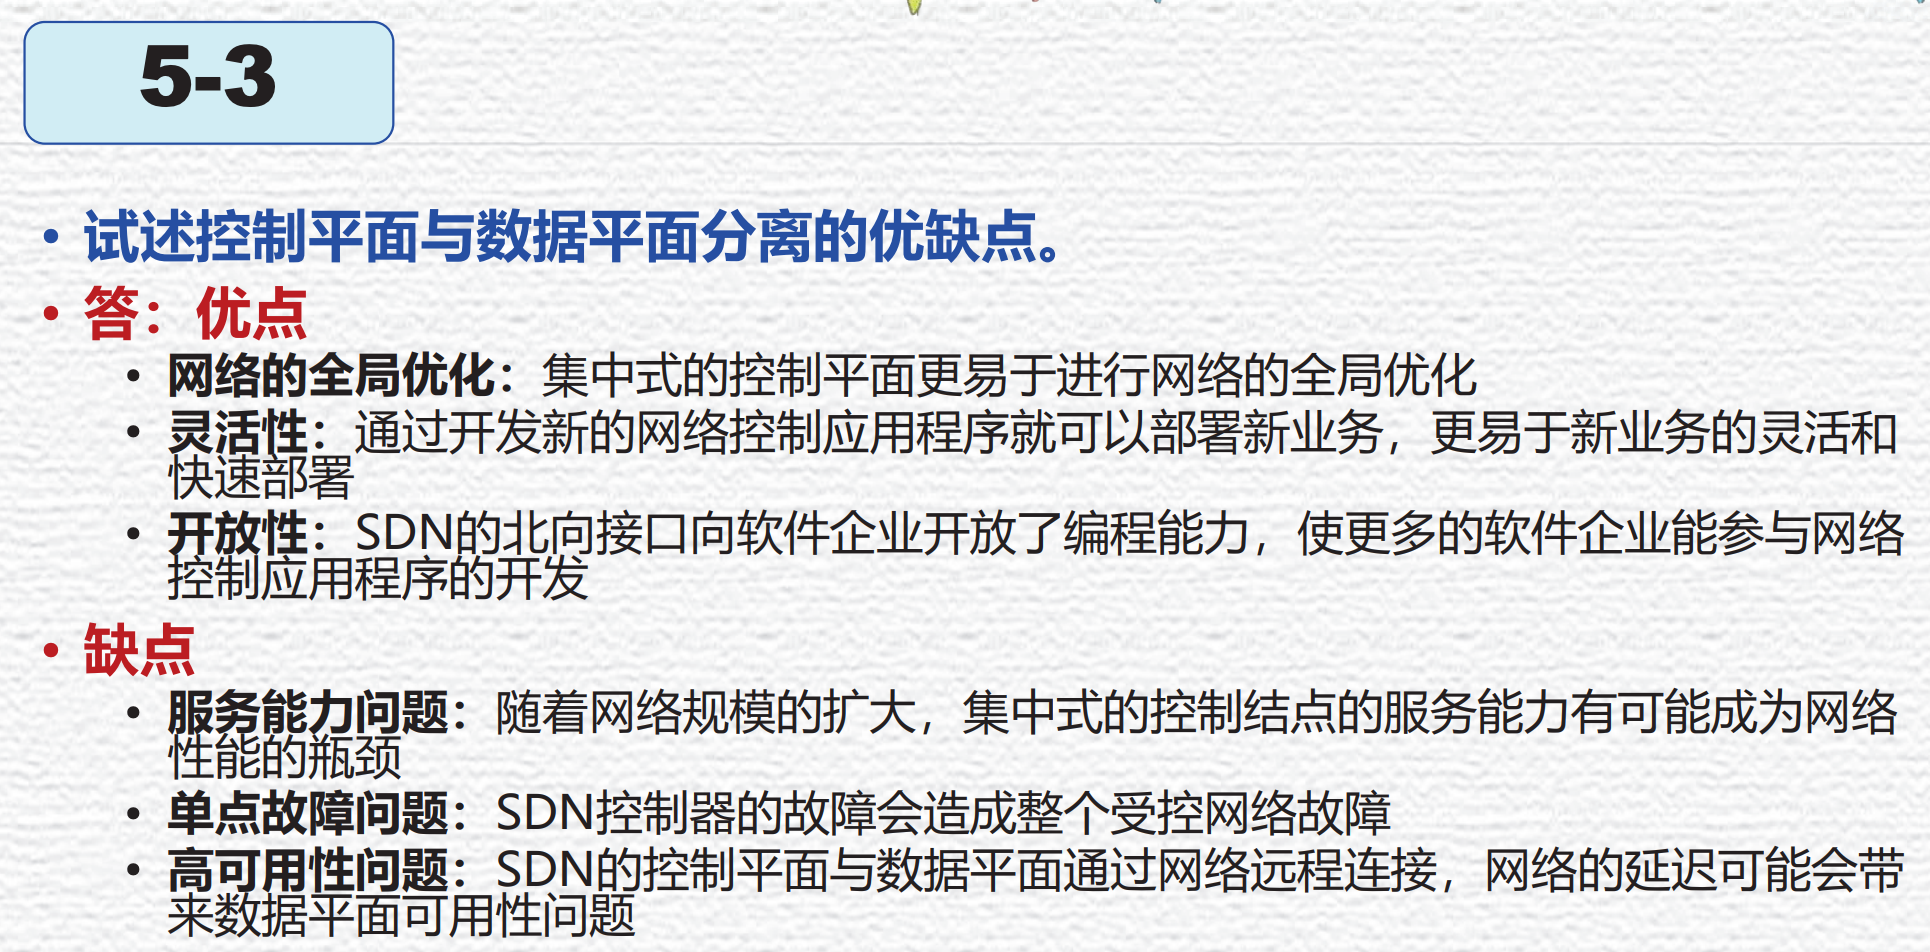 5-3
• 试述控制平面与数据平面分离的优缺点。
• 答：优点
• 网络的全局优化：集中式的控制平面更易于进行网络的全局优化
• 灵活性：通过开发新的网络控制应用程序就可以部署新业务，更易于新业务的灵活和
快速部署
• 开放性：SDN的北向接口向软件企业开放了编程能力，使更多的软件企业能参与网络
控制应用程序的开发
• 缺点
• 服务能力问题：随着网络规模的扩大，集中式的控制结点的服务能力有可能成为网络
性能的瓶颈
• 单点故障问题：SDN控制器的故障会造成整个受控网络故障
• 高可用性问题：SDN的控制平面与数据平面通过网络远程连接，网络的延迟可能会带
来数据平面可用性问题